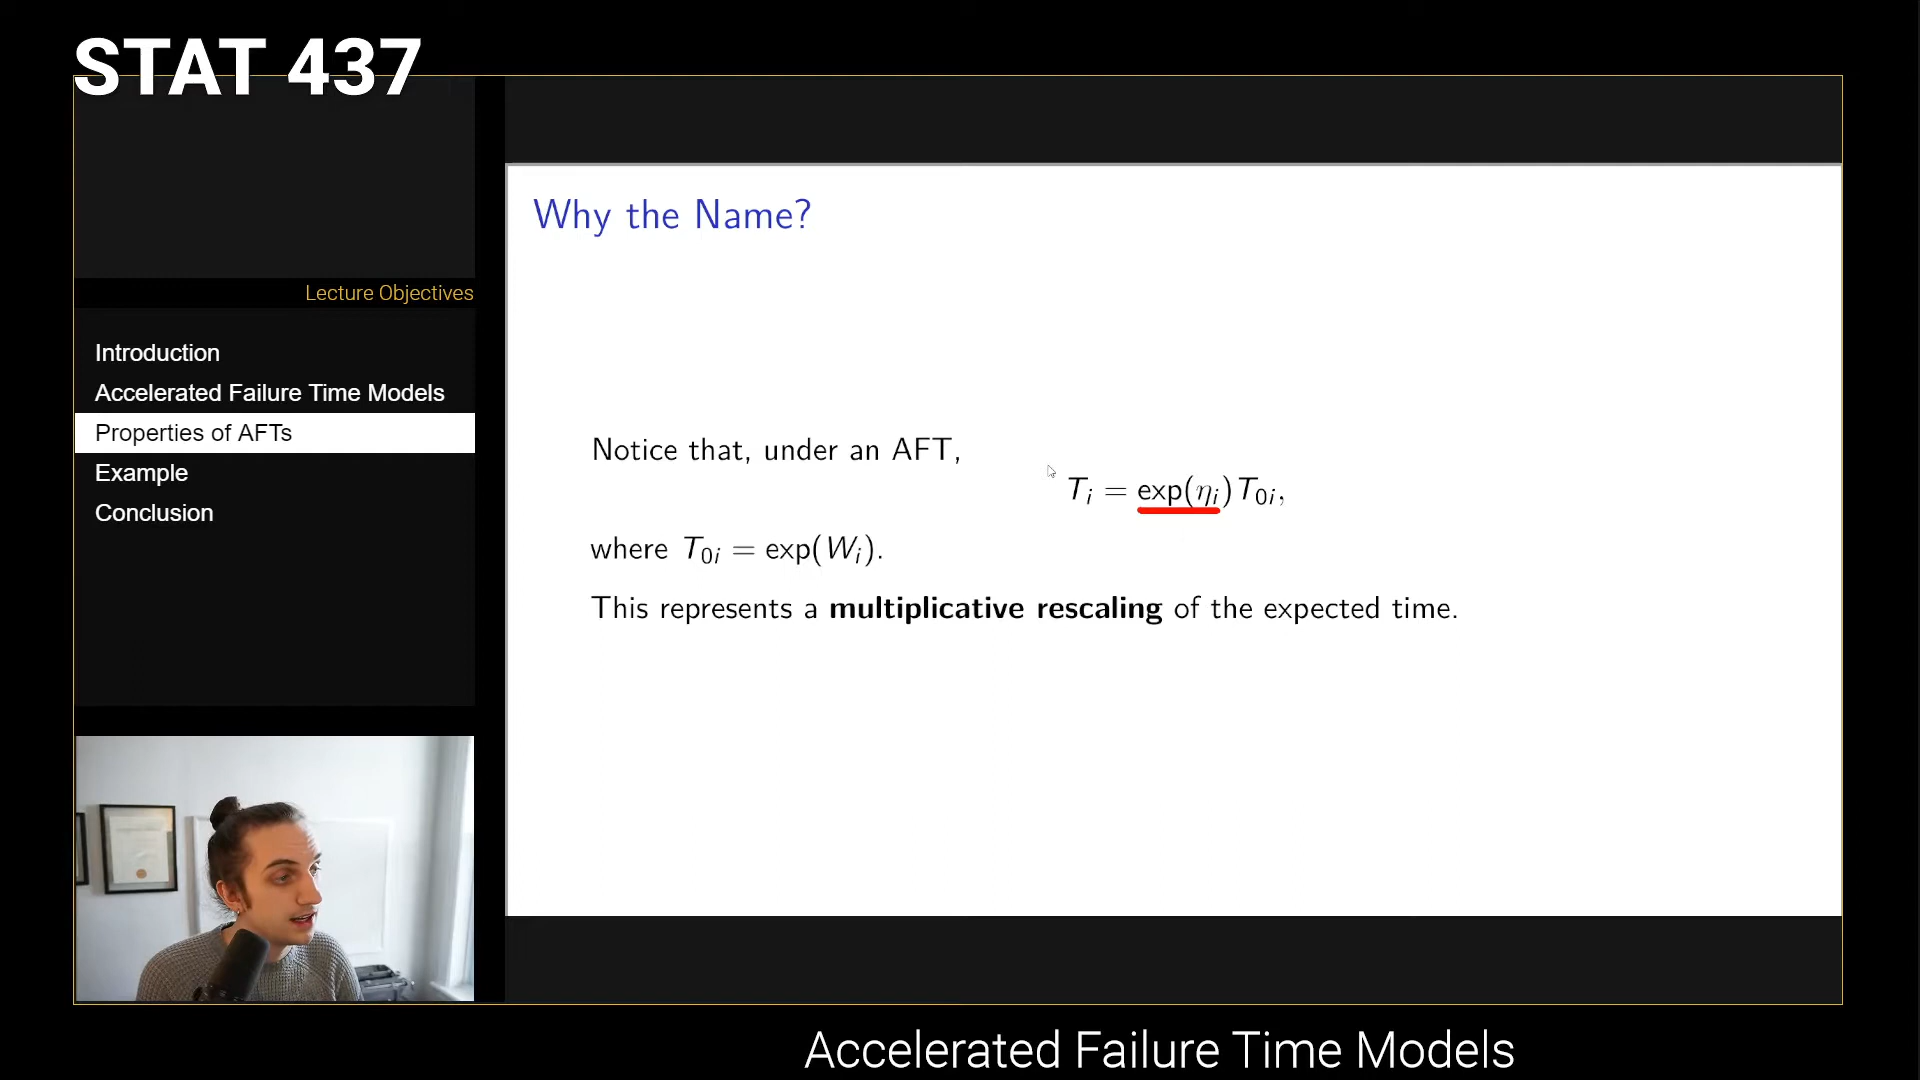 STAT 437
Lecture Objectives
Introduction
Accelerated Failure Time Models
Properties of AFTs
Example
Conclusion
Why the Name?
Notice that, under an AFT,
T_i = exp(η_i) T_{0i},
where T_{0i} = exp(W_i).
This represents a multiplicative rescaling of the expected time.
Accelerated Failure Time Models